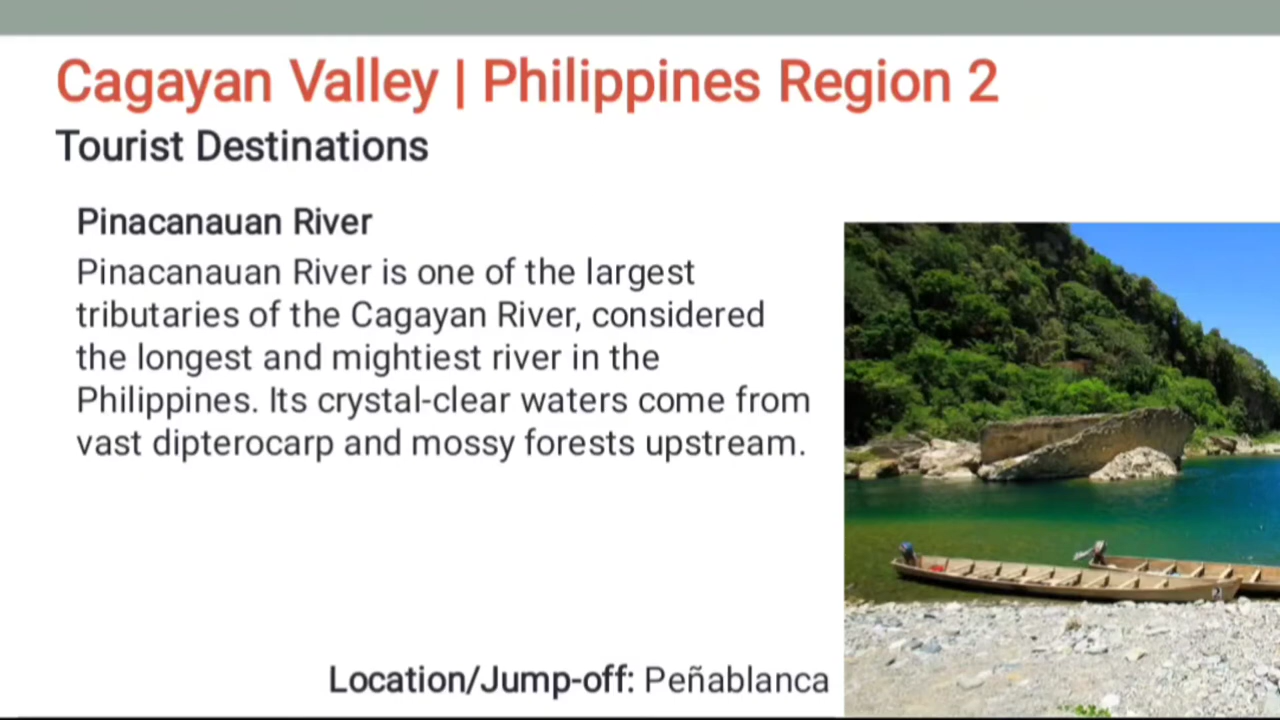 Cagayan Valley | Philippines Region 2
Tourist Destinations
Pinacanauan River
Pinacanauan River is one of the largest
tributaries of the Cagayan River, considered
the longest and mightiest river in the
Philippines. Its crystal-clear waters come from
vast dipterocarp and mossy forests upstream.
Location/Jump-off: Peñablanca